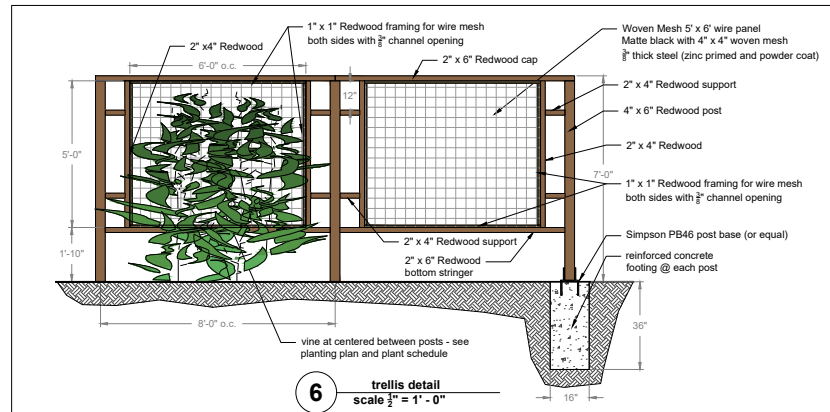 1" x 1" Redwood framing for wire mesh
both sides with 3/8" channel opening
2" x4" Redwood
6'-0" o.c.
2" x 6" Redwood cap
Woven Mesh 5' x 6' wire panel
Matte black with 4" x 4" woven mesh
3/8" thick steel (zinc primed and powder coat)
2" x 4" Redwood support
4" x 6" Redwood post
2" x 4" Redwood
12"
5'-0"
7'-0"
1" x 1" Redwood framing for wire mesh
both sides with 3/8" channel opening
1'-10"
2" x 4" Redwood support
2" x 6" Redwood
bottom stringer
Simpson PB46 post base (or equal)
reinforced concrete
footing @ each post
8'-0" o.c.
36"
vine at centered between posts - see
planting plan and plant schedule
16"
6
trellis detail
scale 1/2" = 1' - 0"